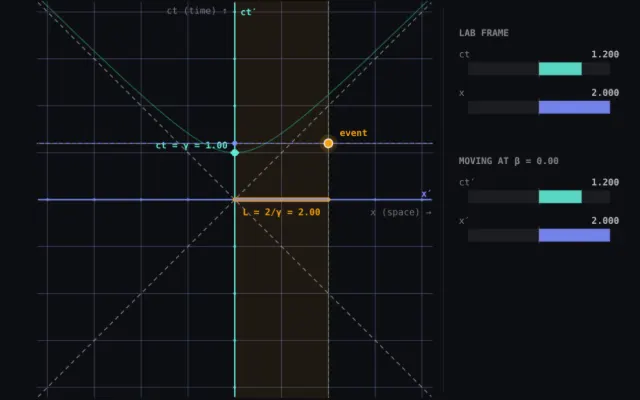 ct (time) ↑
ct′
event
ct = γ = 1.00
x′
L = 2/γ = 2.00
x (space) →
LAB FRAME
ct 1.200
x 2.000
MOVING AT β = 0.00
ct′ 1.200
x′ 2.000